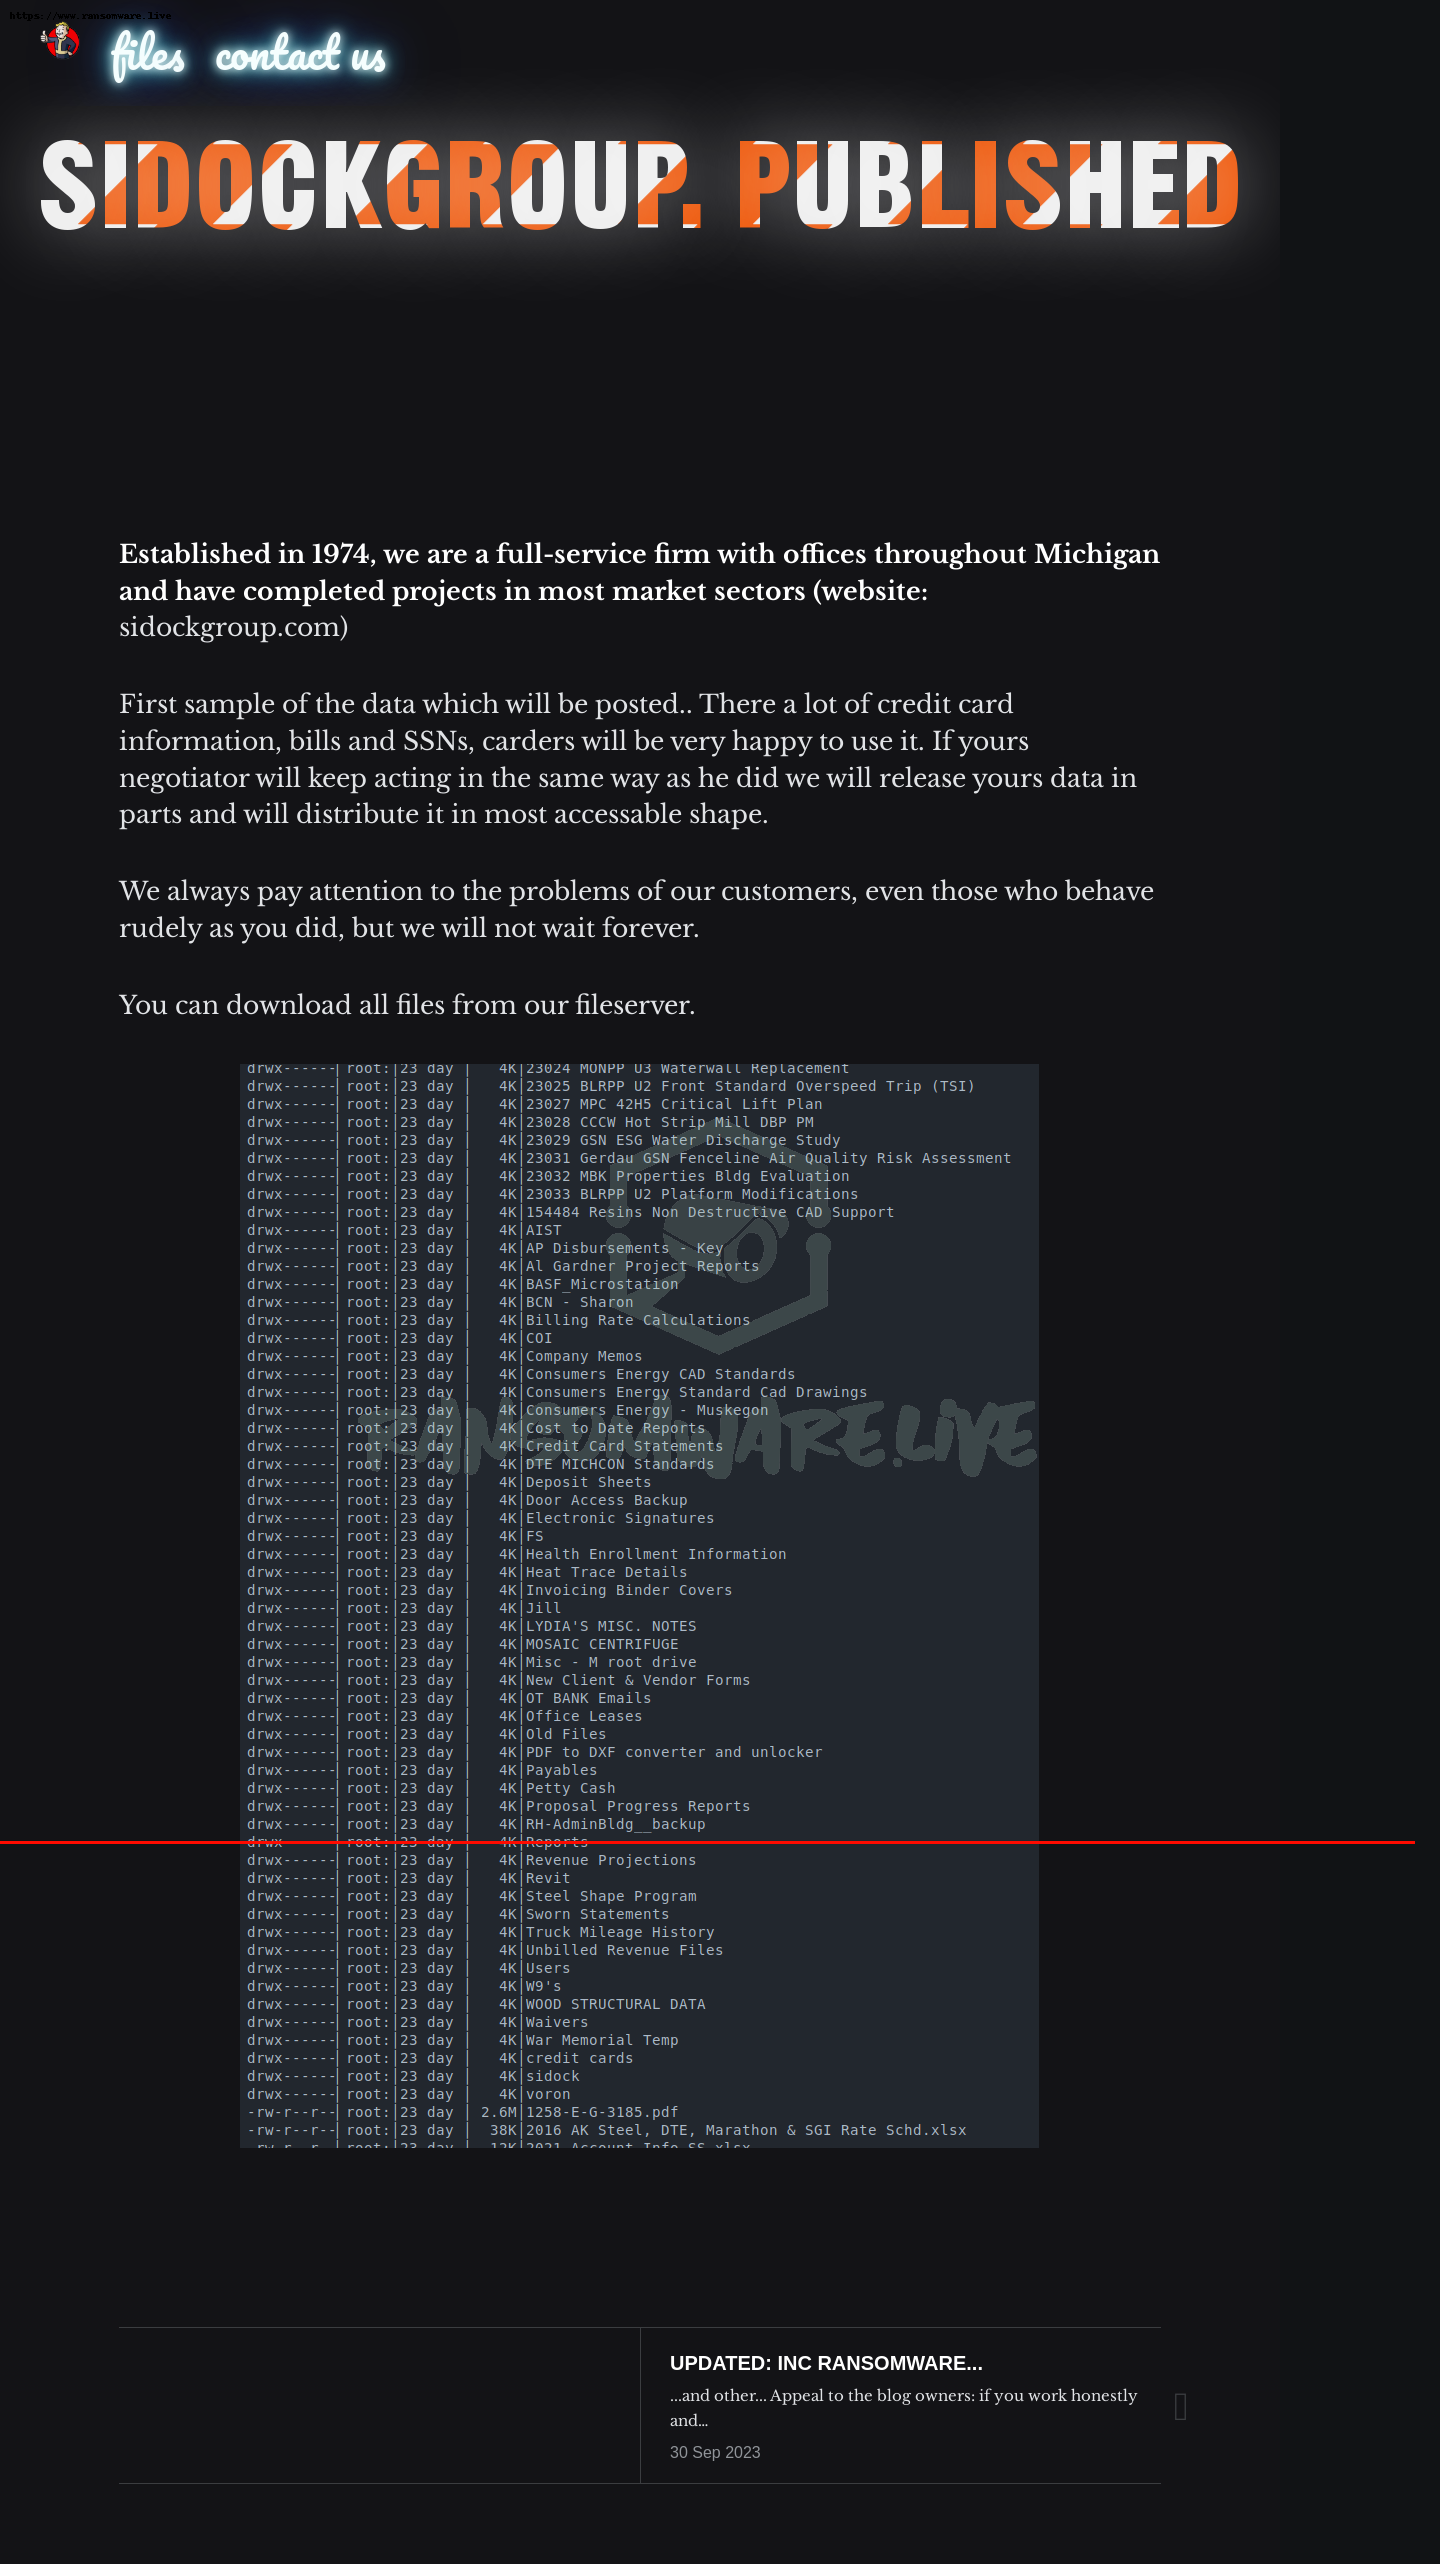 https://www.ransomware.live
files contact us
SIDOCKGROUP. PUBLISHED
Established in 1974, we are a full-service firm with offices throughout Michigan
and have completed projects in most market sectors (website:
sidockgroup.com)
First sample of the data which will be posted.. There a lot of credit card
information, bills and SSNs, carders will be very happy to use it. If yours
negotiator will keep acting in the same way as he did we will release yours data in
parts and will distribute it in most accessable shape.
We always pay attention to the problems of our customers, even those who behave
rudely as you did, but we will not wait forever.
You can download all files from our fileserver.
drwx------| root:|23 day | 4K|23024 MONPP U3 Waterwall Replacement
drwx------| root:|23 day | 4K|23025 BLRPP U2 Front Standard Overspeed Trip (TSI)
drwx------| root:|23 day | 4K|23027 MPC 42H5 Critical Lift Plan
drwx------| root:|23 day | 4K|23028 CCCW Hot Strip Mill DBP PM
drwx------| root:|23 day | 4K|23029 GSN ESG Water Discharge Study
drwx------| root:|23 day | 4K|23031 Gerdau GSN Fenceline Air Quality Risk Assessment
drwx------| root:|23 day | 4K|23032 MBK Properties Bldg Evaluation
drwx------| root:|23 day | 4K|23033 BLRPP U2 Platform Modifications
drwx------| root:|23 day | 4K|154484 Resins Non Destructive CAD Support
drwx------| root:|23 day | 4K|AIST
drwx------| root:|23 day | 4K|AP Disbursements - Key
drwx------| root:|23 day | 4K|Al Gardner Project Reports
drwx------| root:|23 day | 4K|BASF_Microstation
drwx------| root:|23 day | 4K|BCN - Sharon
drwx------| root:|23 day | 4K|Billing Rate Calculations
drwx------| root:|23 day | 4K|COI
drwx------| root:|23 day | 4K|Company Memos
drwx------| root:|23 day | 4K|Consumers Energy CAD Standards
drwx------| root:|23 day | 4K|Consumers Energy Standard Cad Drawings
drwx------| root:|23 day | 4K|Consumers Energy - Muskegon
drwx------| root:|23 day | 4K|Cost to Date Reports
RANSOMWARE.LIVE
drwx------| root:|23 day | 4K|Credit Card Statements
drwx------| root:|23 day | 4K|DTE MICHCON Standards
drwx------| root:|23 day | 4K|Deposit Sheets
drwx------| root:|23 day | 4K|Door Access Backup
drwx------| root:|23 day | 4K|Electronic Signatures
drwx------| root:|23 day | 4K|FS
drwx------| root:|23 day | 4K|Health Enrollment Information
drwx------| root:|23 day | 4K|Heat Trace Details
drwx------| root:|23 day | 4K|Invoicing Binder Covers
drwx------| root:|23 day | 4K|Jill
drwx------| root:|23 day | 4K|LYDIA'S MISC. NOTES
drwx------| root:|23 day | 4K|MOSAIC CENTRIFUGE
drwx------| root:|23 day | 4K|Misc - M root drive
drwx------| root:|23 day | 4K|New Client & Vendor Forms
drwx------| root:|23 day | 4K|OT BANK Emails
drwx------| root:|23 day | 4K|Office Leases
drwx------| root:|23 day | 4K|Old Files
drwx------| root:|23 day | 4K|PDF to DXF converter and unlocker
drwx------| root:|23 day | 4K|Payables
drwx------| root:|23 day | 4K|Petty Cash
drwx------| root:|23 day | 4K|Proposal Progress Reports
drwx------| root:|23 day | 4K|RH-AdminBldg__backup
drwx------| root:|23 day | 4K|Reports
drwx------| root:|23 day | 4K|Revenue Projections
drwx------| root:|23 day | 4K|Revit
drwx------| root:|23 day | 4K|Steel Shape Program
drwx------| root:|23 day | 4K|Sworn Statements
drwx------| root:|23 day | 4K|Truck Mileage History
drwx------| root:|23 day | 4K|Unbilled Revenue Files
drwx------| root:|23 day | 4K|Users
drwx------| root:|23 day | 4K|W9's
drwx------| root:|23 day | 4K|WOOD STRUCTURAL DATA
drwx------| root:|23 day | 4K|Waivers
drwx------| root:|23 day | 4K|War Memorial Temp
drwx------| root:|23 day | 4K|credit cards
drwx------| root:|23 day | 4K|sidock
drwx------| root:|23 day | 4K|voron
-rw-r--r--| root:|23 day | 2.6M|1258-E-G-3185.pdf
-rw-r--r--| root:|23 day | 38K|2016 AK Steel, DTE, Marathon & SGI Rate Schd.xlsx
-rw-r--r--| root:|23 day | 12K|2021 Account Info SS.xlsx
UPDATED: INC RANSOMWARE...
...and other... Appeal to the blog owners: if you work honestly
and...
30 Sep 2023